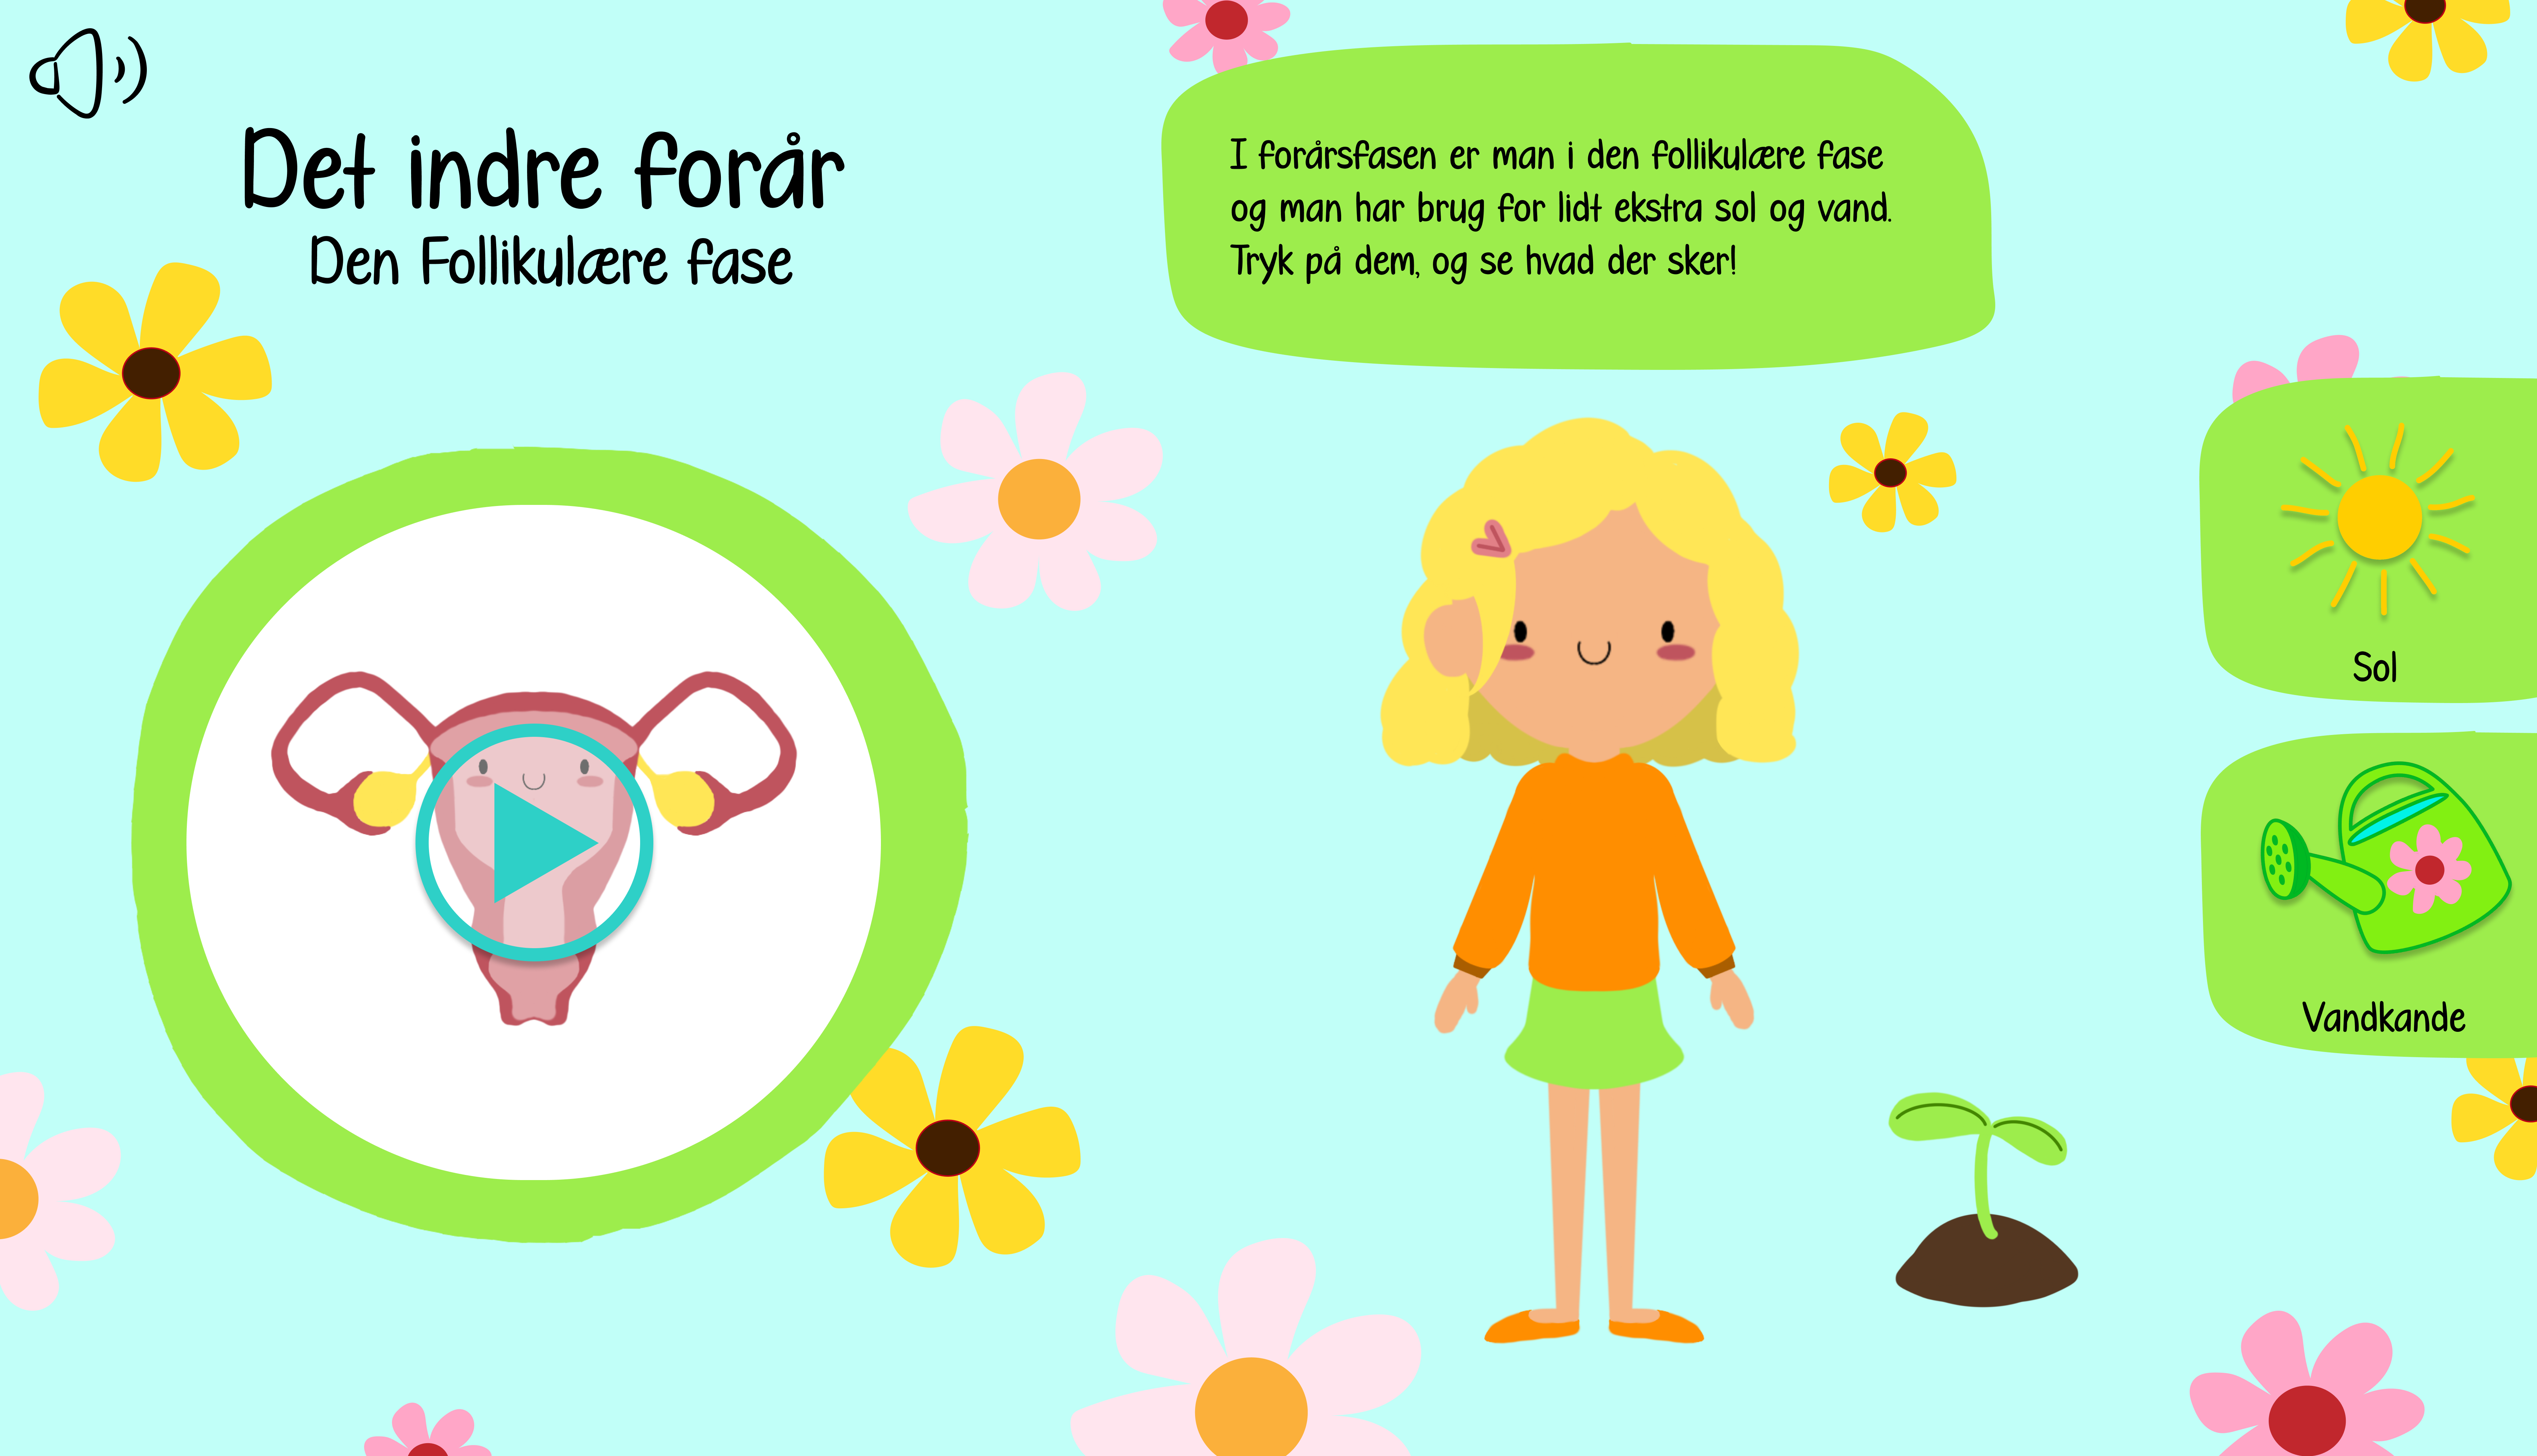 Det indre forår
Den Follikulære fase
I forårsfasen er man i den follikulære fase
og man har brug for lidt ekstra sol og vand.
Tryk på dem, og se hvad der sker!
Sol
Vandkande